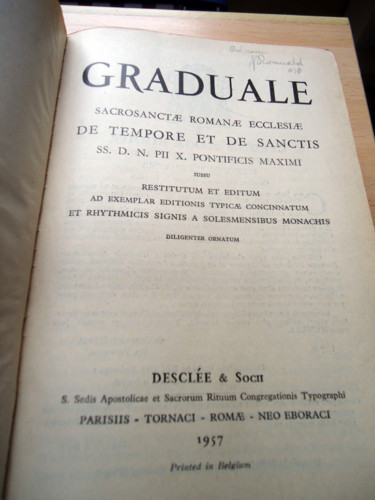 Romuald
GRADUALE
SACROSANCTÆ ROMANÆ ECCLESIÆ
DE TEMPORE ET DE SANCTIS
SS. D. N. PII X. PONTIFICIS MAXIMI
IUSSU
RESTITUTUM ET EDITUM
AD EXEMPLAR EDITIONIS TYPICÆ CONCINNATUM
ET RHYTHMICIS SIGNIS A SOLESMENSIBUS MONACHIS
DILIGENTER ORNATUM
DESCLÉE & Socii
S. Sedis Apostolicae et Sacrorum Rituum Congregationis Typographi
PARISIIS - TORNACI - ROMÆ - NEO EBORACI
1957
Printed in Belgium